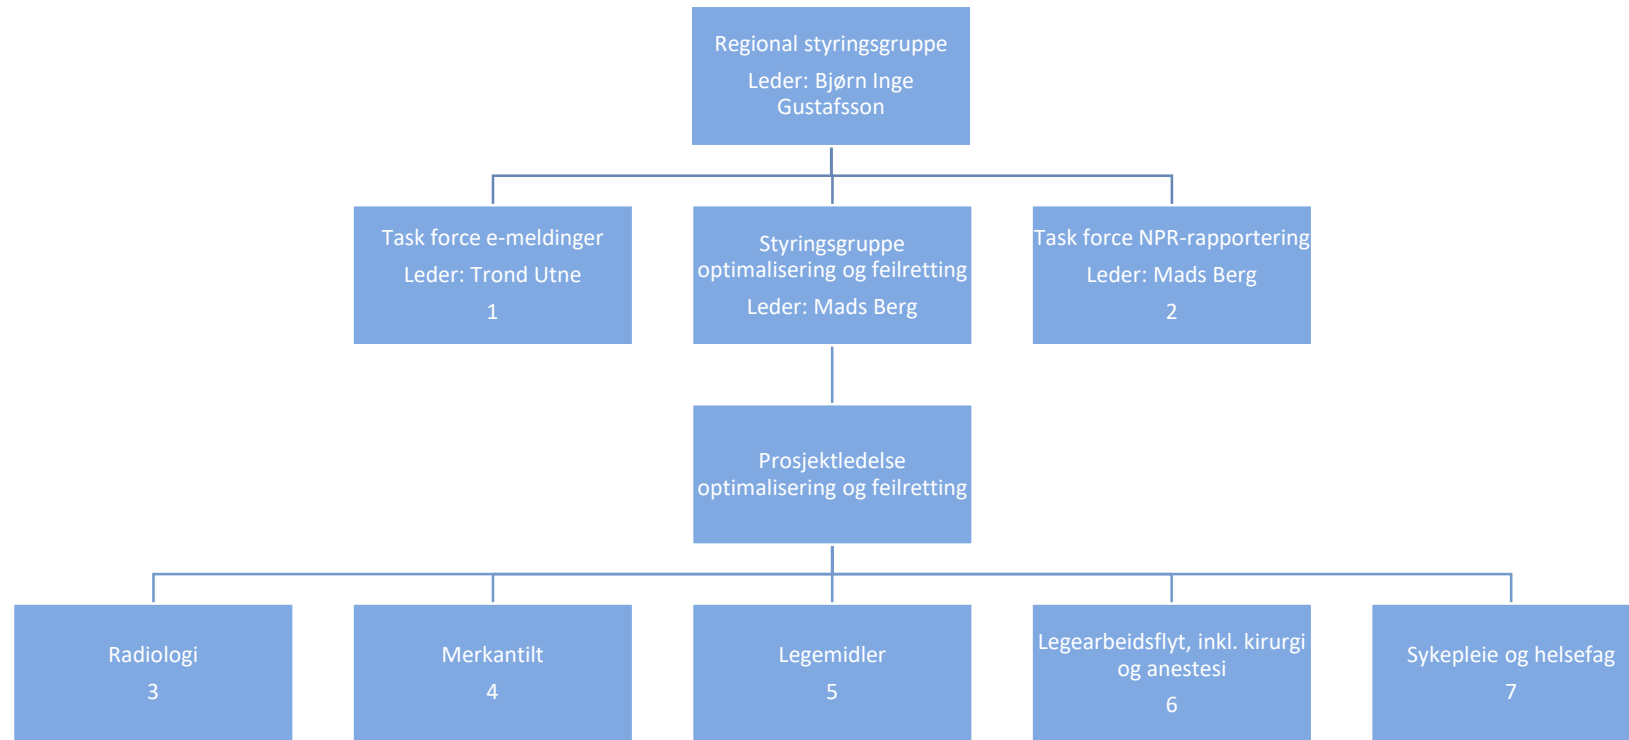 Regional styringsgruppe
Leder: Bjørn Inge
Gustafsson
Task force e-meldinger
Leder: Trond Utne
1
Styringsgruppe
optimalisering og feilretting
Leder: Mads Berg
Task force NPR-rapportering
Leder: Mads Berg
2
Prosjektledelse
optimalisering og feilretting
Radiologi
3
Merkantilt
4
Legemidler
5
Legearbeidsflyt, inkl. kirurgi
og anestesi
6
Sykepleie og helsefag
7